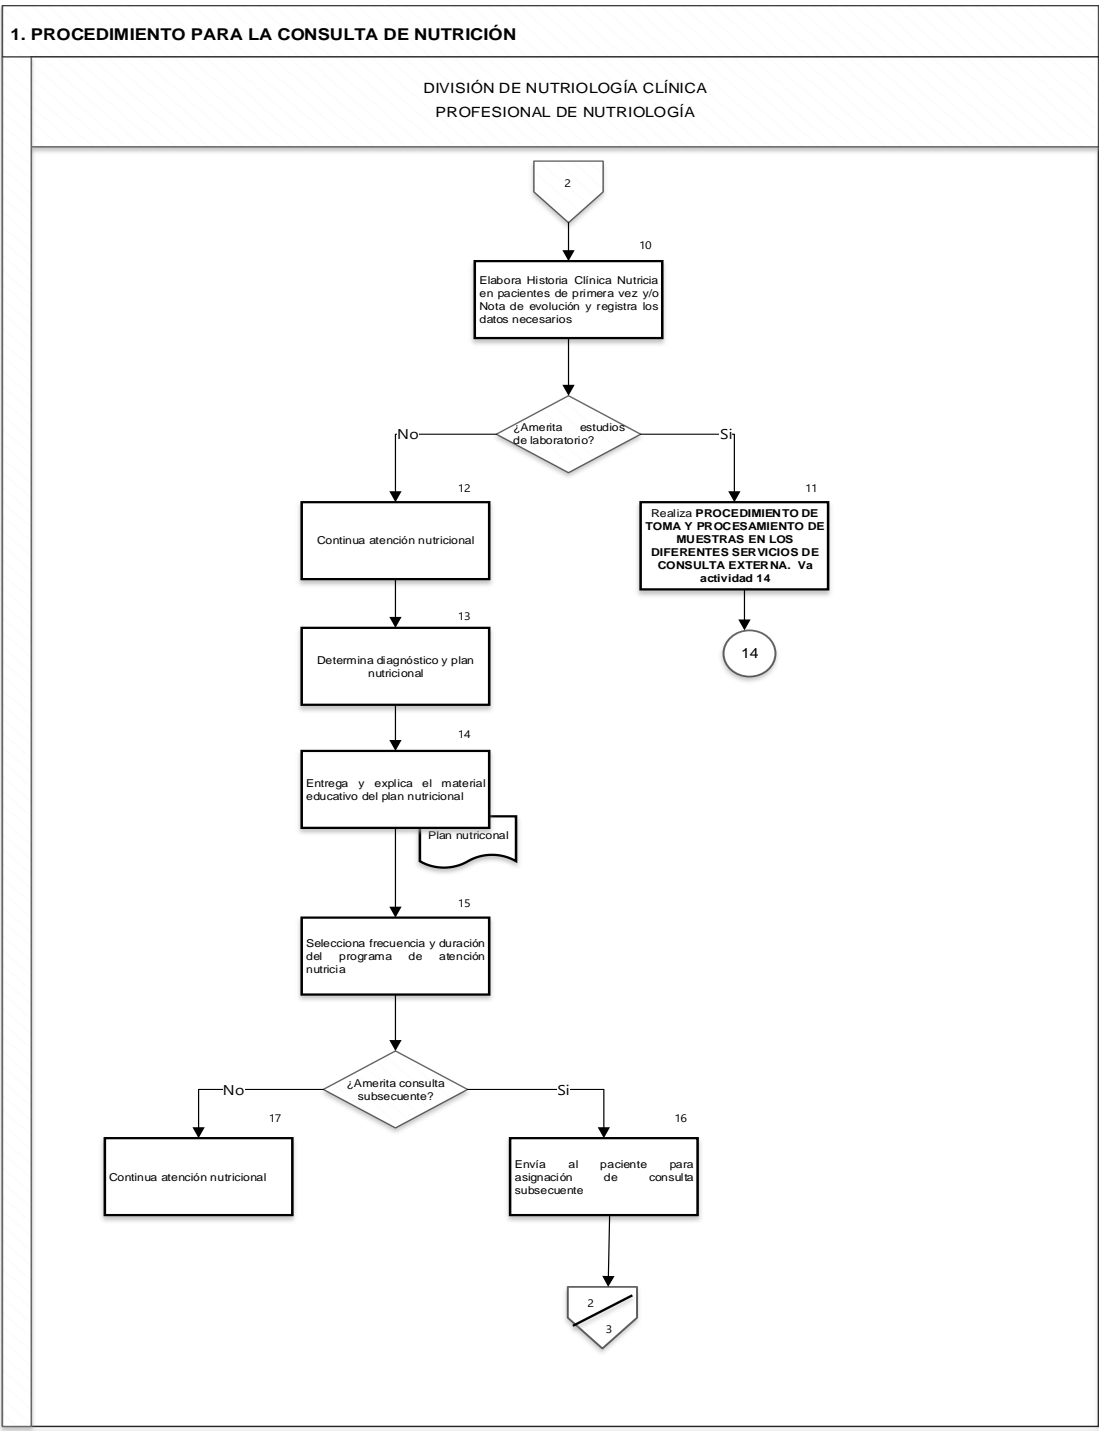 1. PROCEDIMIENTO PARA LA CONSULTA DE NUTRICIÓN
DIVISIÓN DE NUTRIOLOGÍA CLÍNICA
PROFESIONAL DE NUTRIOLOGÍA
2
10
Elabora Historia Clínica Nutricia
en pacientes de primera vez y/o
Nota de evolución y registra los
datos necesarios
¿Amerita estudios
de laboratorio?
No
Si
12
Continua atención nutricional
11
Realiza PROCEDIMIENTO DE
TOMA Y PROCESAMIENTO DE
MUESTRAS EN LOS
DIFERENTES SERVICIOS DE
CONSULTA EXTERNA. Va
actividad 14
14
13
Determina diagnóstico y plan
nutricional
14
Entrega y explica el material
educativo del plan nutricional
Plan nutriconal
15
Selecciona frecuencia y duración
del programa de atención
nutricia
¿Amerita consulta
subsecuente?
No
Si
17
Continua atención nutricional
16
Envía al paciente para
asignación de consulta
subsecuente
2
3